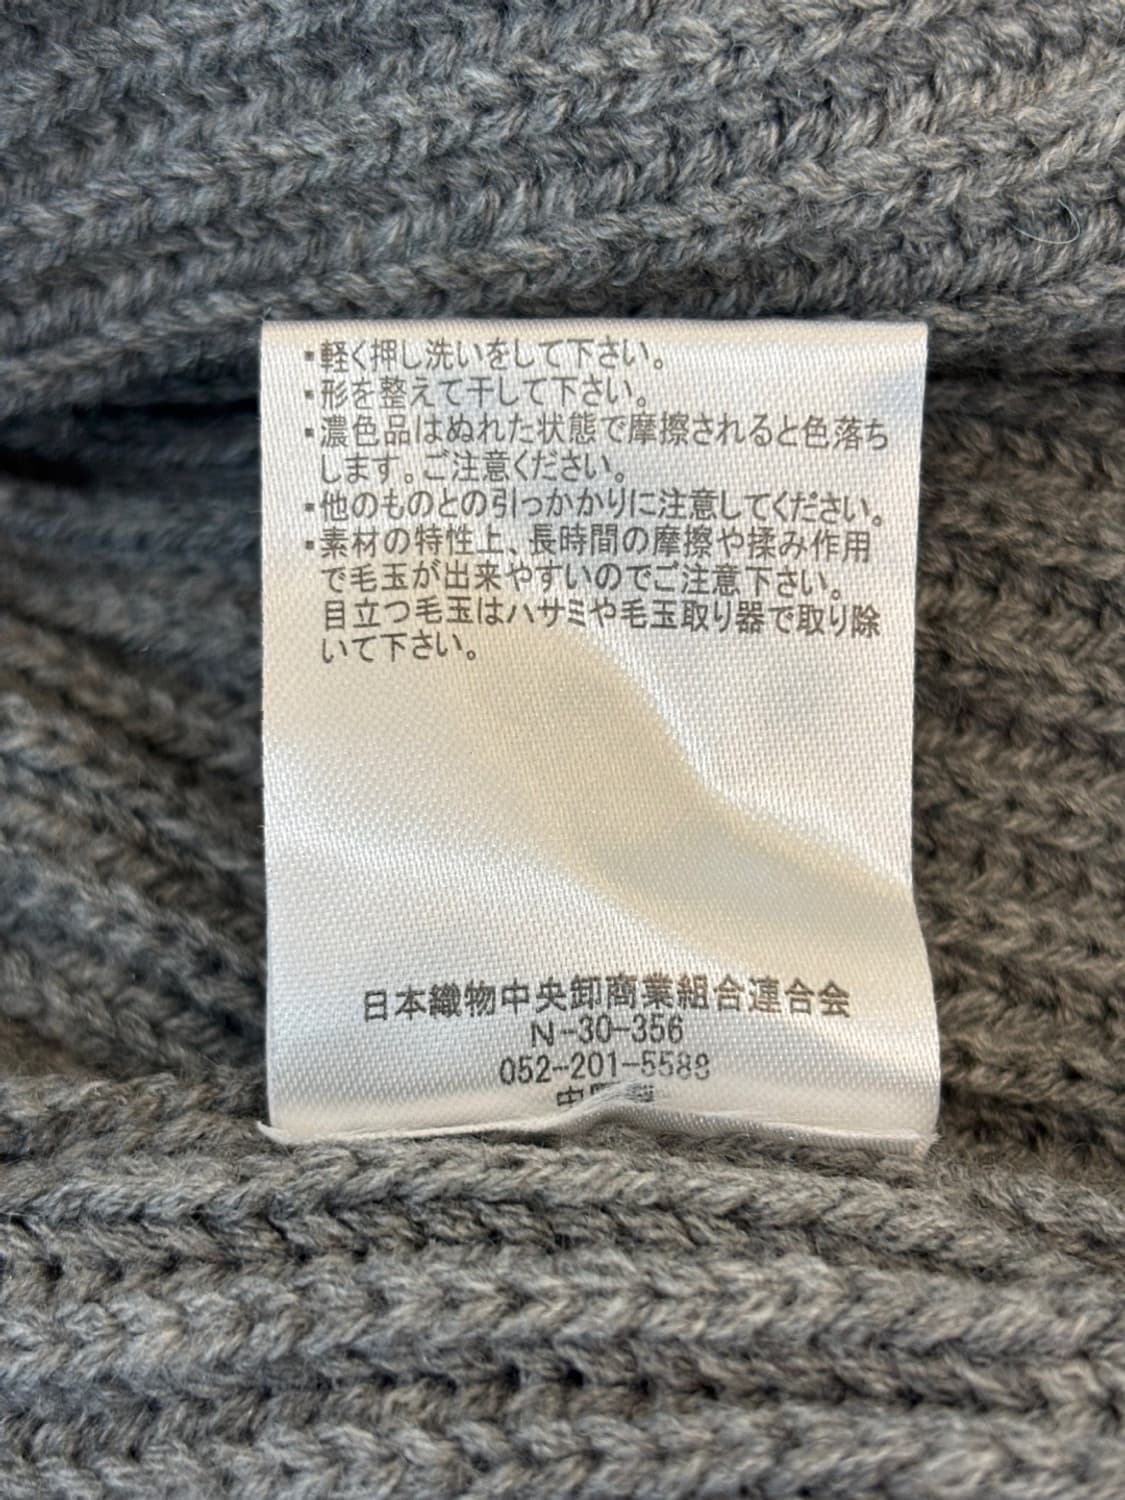 ・軽く押し洗いをして下さい。
・形を整えて干して下さい。
・濃色品はぬれた状態で摩擦されると色落ち
します。ご注意ください。
・他のものとの引っかかりに注意してください。
・素材の特性上、長時間の摩擦や揉み作用
で毛玉が出来やすいのでご注意下さい。
目立つ毛玉はハサミや毛玉取り器で取り除
いて下さい。
日本織物中央卸商業組合連合会
N-30-356
052-201-5588